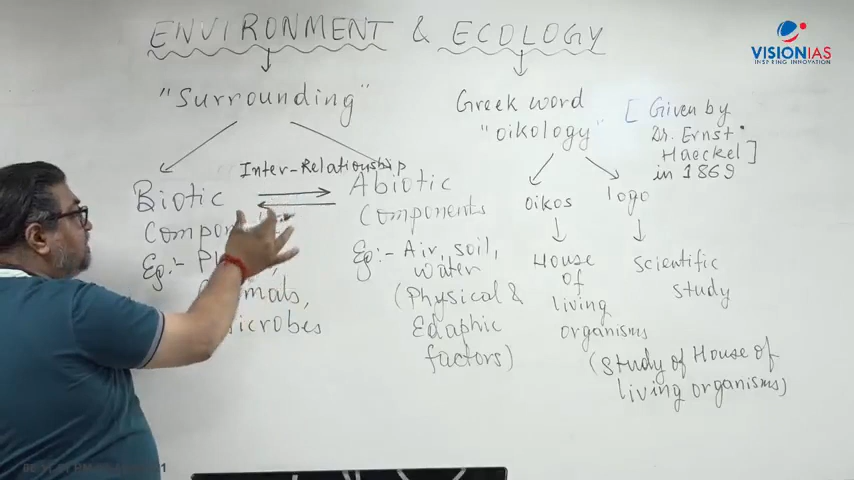 ENVIRONMENT & ECOLOGY
VISIONIAS
INSPIRING INNOVATION
"Surrounding"
Greek word
"oikology"
[ Given by
Dr. Ernst
Haeckel ]
in 1869
Inter-Relationship
Biotic
Abiotic
Components
Eg:-
Microbes
Eg:- Air, soil,
water
(Physical &
Edaphic
factors)
oikos
logo
House
of
living
organisms
Scientific
study
(Study of House of
living organisms)